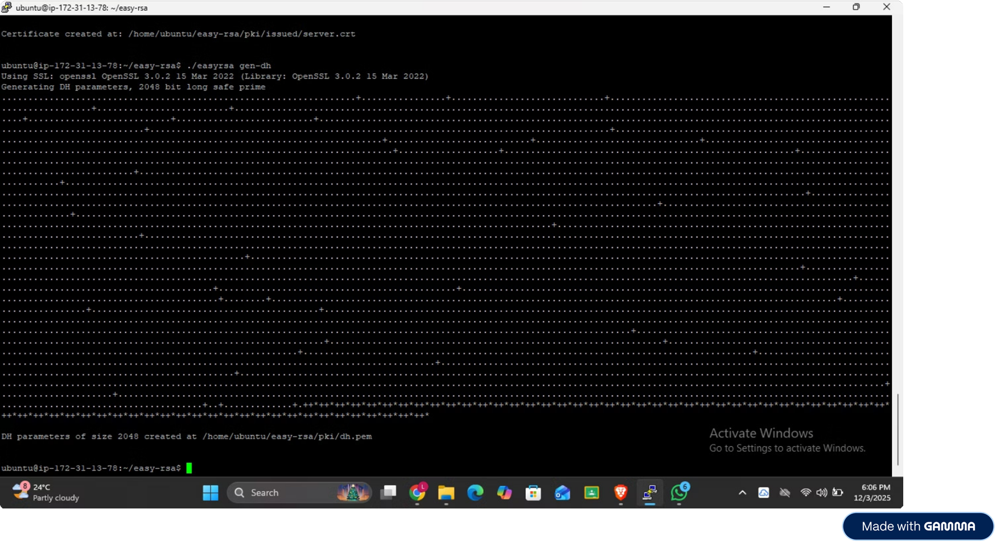 ubuntu@ip-172-31-13-78: ~/easy-rsa
Certificate created at: /home/ubuntu/easy-rsa/pki/issued/server.crt
ubuntu@ip-172-31-13-78:~/easy-rsa$ ./easyrsa gen-dh
Using SSL: openssl OpenSSL 3.0.2 15 Mar 2022 (Library: OpenSSL 3.0.2 15 Mar 2022)
Generating DH parameters, 2048 bit long safe prime
DH parameters of size 2048 created at /home/ubuntu/easy-rsa/pki/dh.pem
Activate Windows
Go to Settings to activate Windows.
ubuntu@ip-172-31-13-78:~/easy-rsa$
8
24°C
Partly cloudy
Search
L
6
6:06 PM
12/3/2025
Made with GAMMA